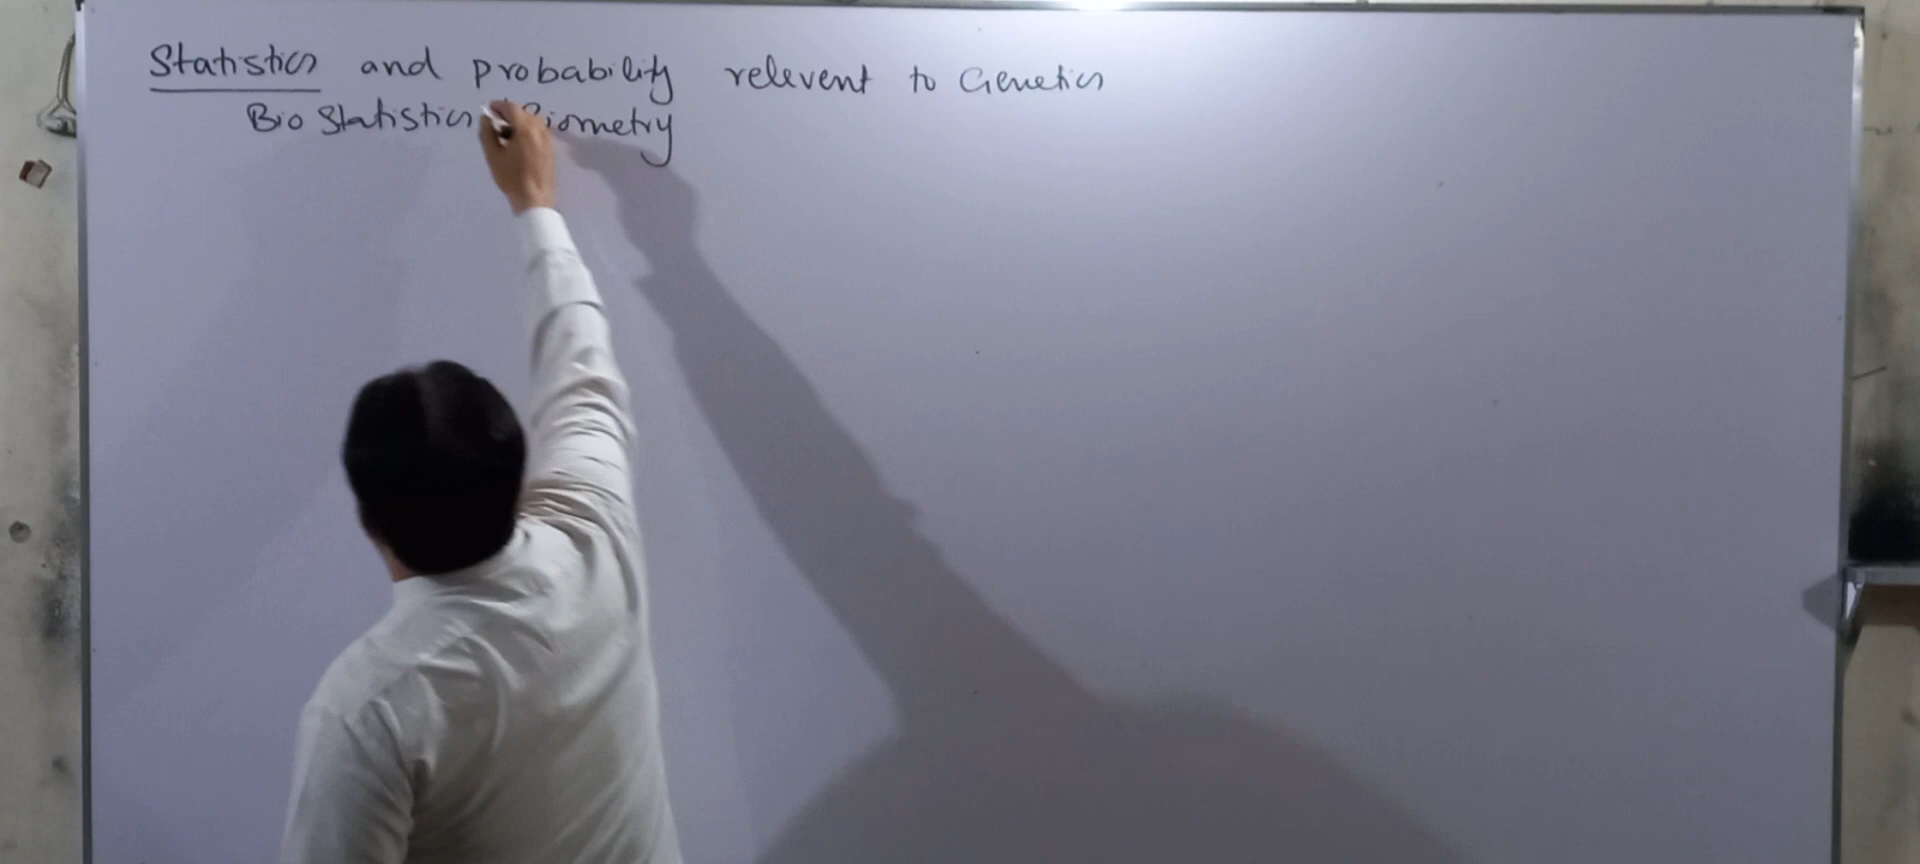 Statistics and probability relevent to Genetics
Bio Statistics Biometry